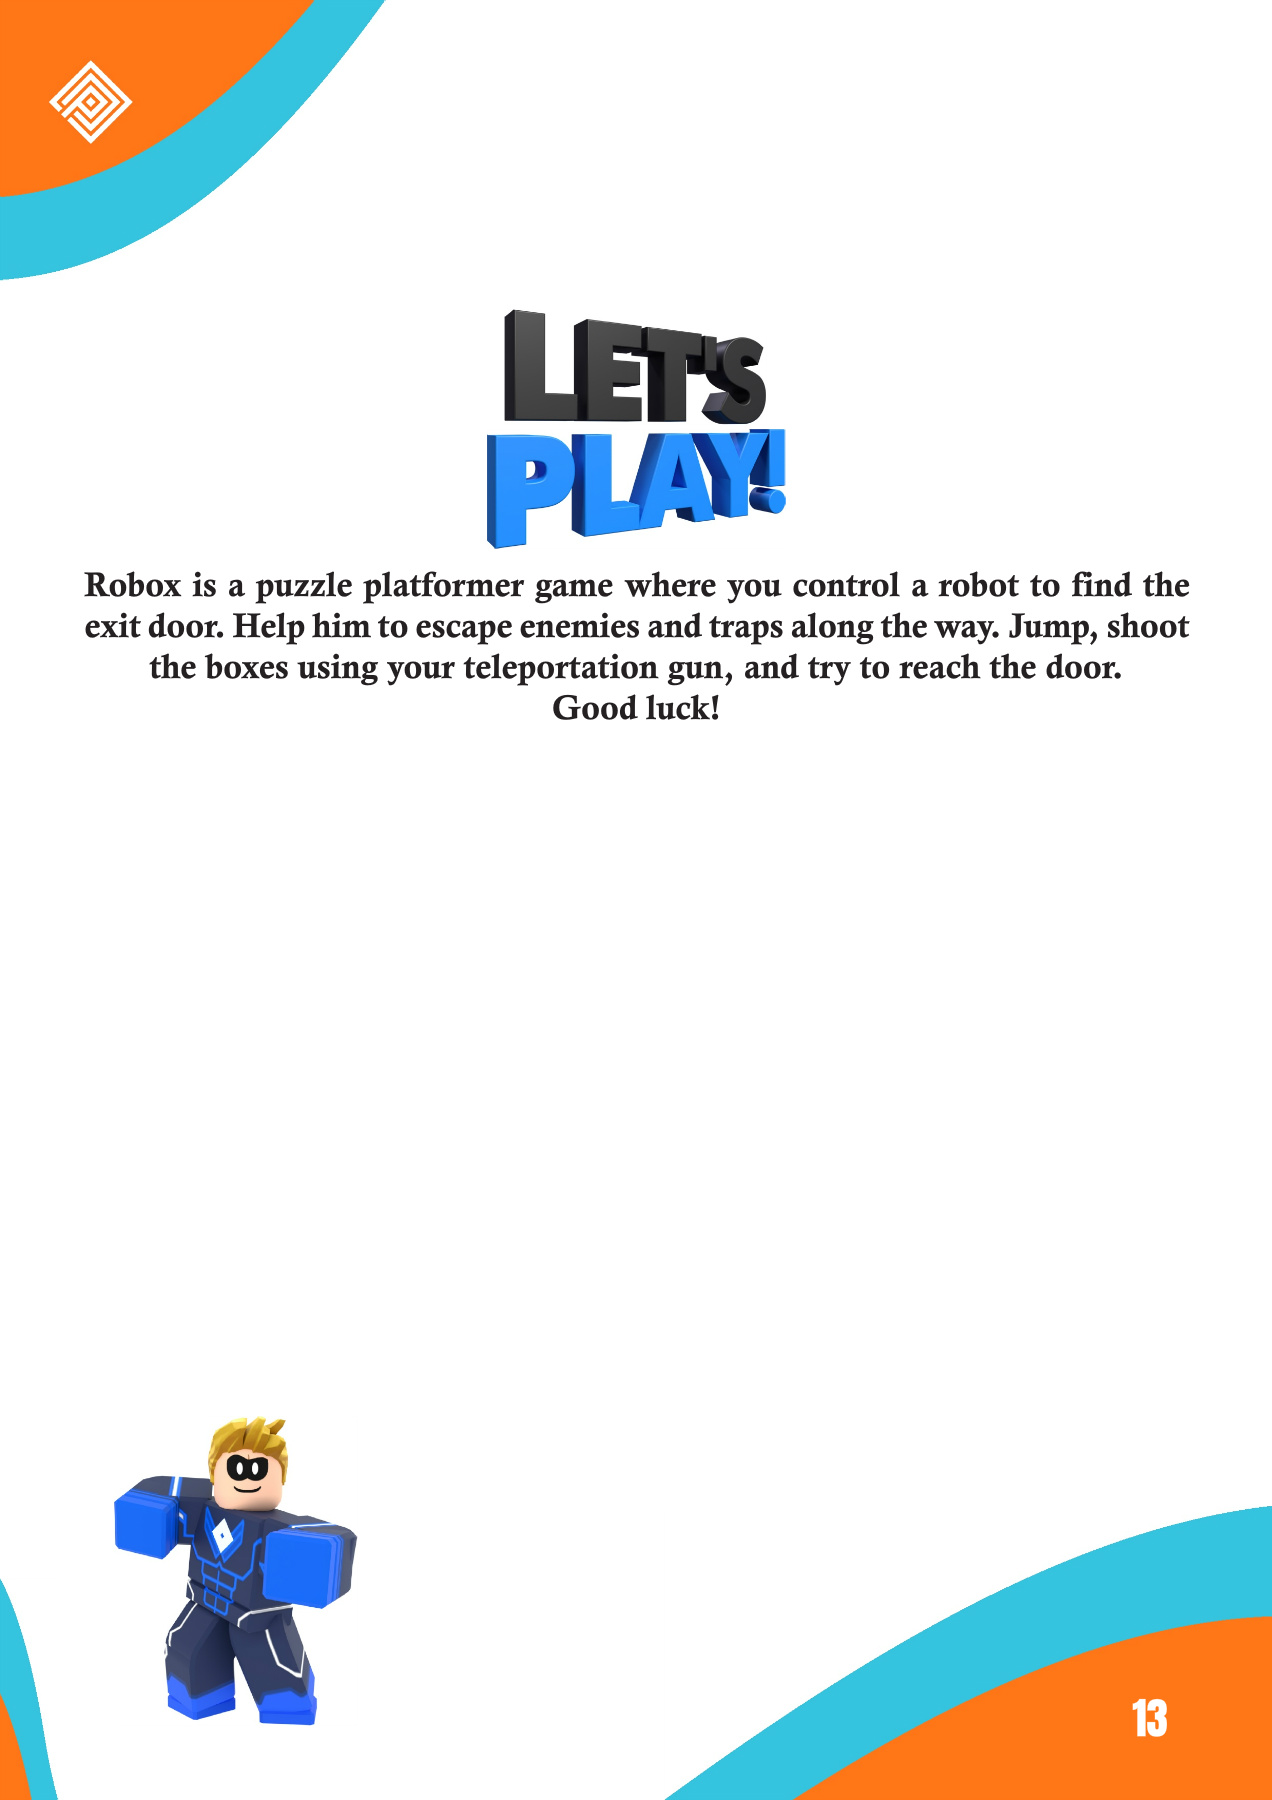 LET'S
PLAY!
Robox is a puzzle platformer game where you control a robot to find the
exit door. Help him to escape enemies and traps along the way. Jump, shoot
the boxes using your teleportation gun, and try to reach the door.
Good luck!
13